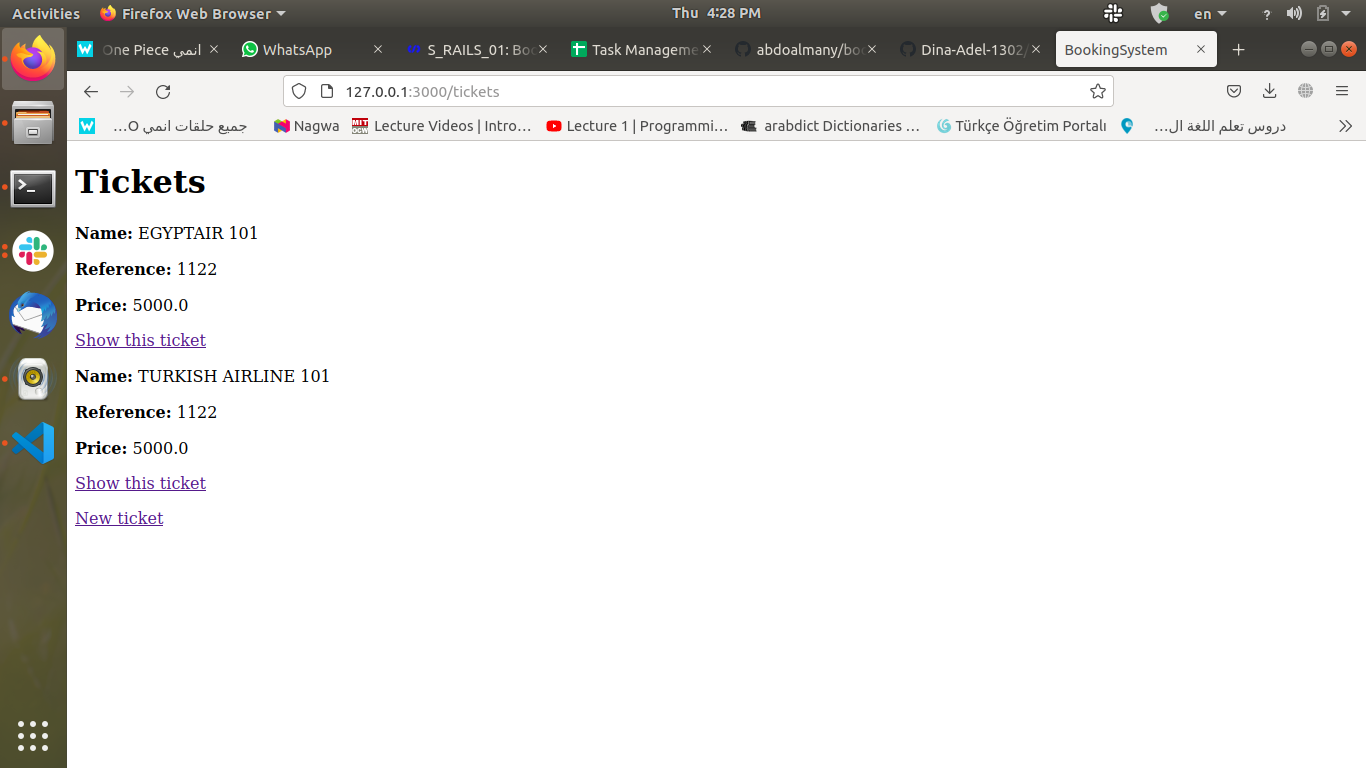 Activities Firefox Web Browser Thu 4:28 PM en ?
One Piece انمي WhatsApp S_RAILS_01: Boo Task Manageme abdoalmany/boo Dina-Adel-1302/ BookingSystem
127.0.0.1:3000/tickets
جميع حلقات انمي O... Nagwa MIT OCW Lecture Videos | Intro... Lecture 1 | Programmi... arabdict Dictionaries ... Türkçe Öğretim Portalı دروس تعلم اللغة ال...
Tickets
Name: EGYPTAIR 101
Reference: 1122
Price: 5000.0
Show this ticket
Name: TURKISH AIRLINE 101
Reference: 1122
Price: 5000.0
Show this ticket
New ticket